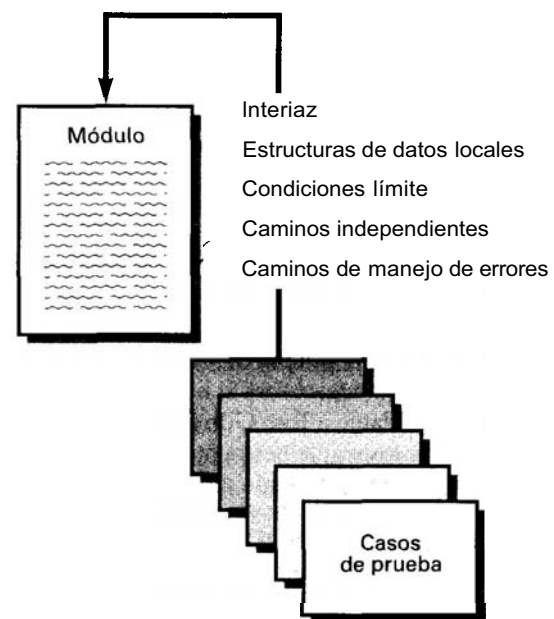 Módulo
Interiaz
Estructuras de datos locales
Condiciones límite
Caminos independientes
Caminos de manejo de errores
Casos
de prueba